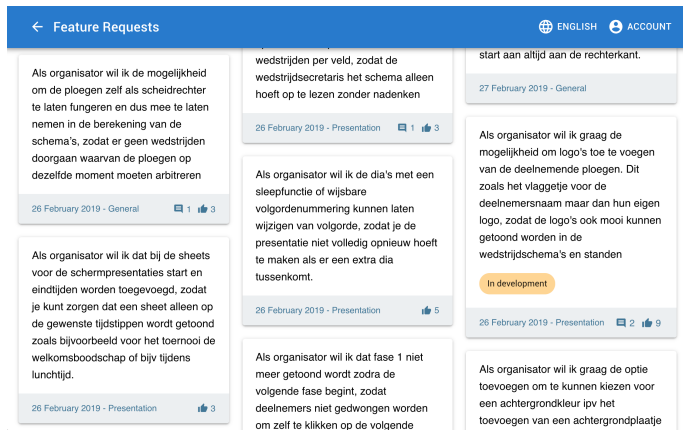 Feature Requests
ENGLISH
ACCOUNT
Als organisator wil ik de mogelijkheid
om de ploegen zelf als scheidrechter
te laten fungeren en dus mee te laten
nemen in de berekening van de
schema's, zodat er geen wedstrijden
doorgaan waarvan de ploegen op
dezelfde moment moeten arbitreren
26 February 2019 - General
1
3
Als organisator wil ik dat bij de sheets
voor de schermpresentaties start en
eindtijden worden toegevoegd, zodat
je kunt zorgen dat een sheet alleen op
de gewenste tijdstippen wordt getoond
zoals bijvoorbeeld voor het toernooi de
welkomsboodschap of bijv tijdens
lunchtijd.
26 February 2019 - Presentation
3
wedstrijden per veld, zodat de
wedstrijdsecretaris het schema alleen
hoeft op te lezen zonder nadenken
26 February 2019 - Presentation
1
3
Als organisator wil ik de dia's met een
sleepfunctie of wijsbare
volgordenummering kunnen laten
wijzigen van volgorde, zodat je de
presentatie niet volledig opnieuw hoeft
te maken als er een extra dia
tussenkomt.
26 February 2019 - Presentation
5
Als organisator wil ik dat fase 1 niet
meer getoond wordt zodra de
volgende fase begint, zodat
deelnemers niet gedwongen worden
om zelf te klikken op de volgende
start aan altijd aan de rechterkant.
27 February 2019 - General
Als organisator wil ik graag de
mogelijkheid om logo's toe te voegen
van de deelnemende ploegen. Dit
zoals het vlaggetje voor de
deelnemersnaam maar dan hun eigen
logo, zodat de logo's ook mooi kunnen
getoond worden in de
wedstrijdschema's en standen
In development
26 February 2019 - Presentation
2
9
Als organisator wil ik graag de optie
toevoegen om te kunnen kiezen voor
een achtergrondkleur ipv het
toevoegen van een achtergrondplaatje